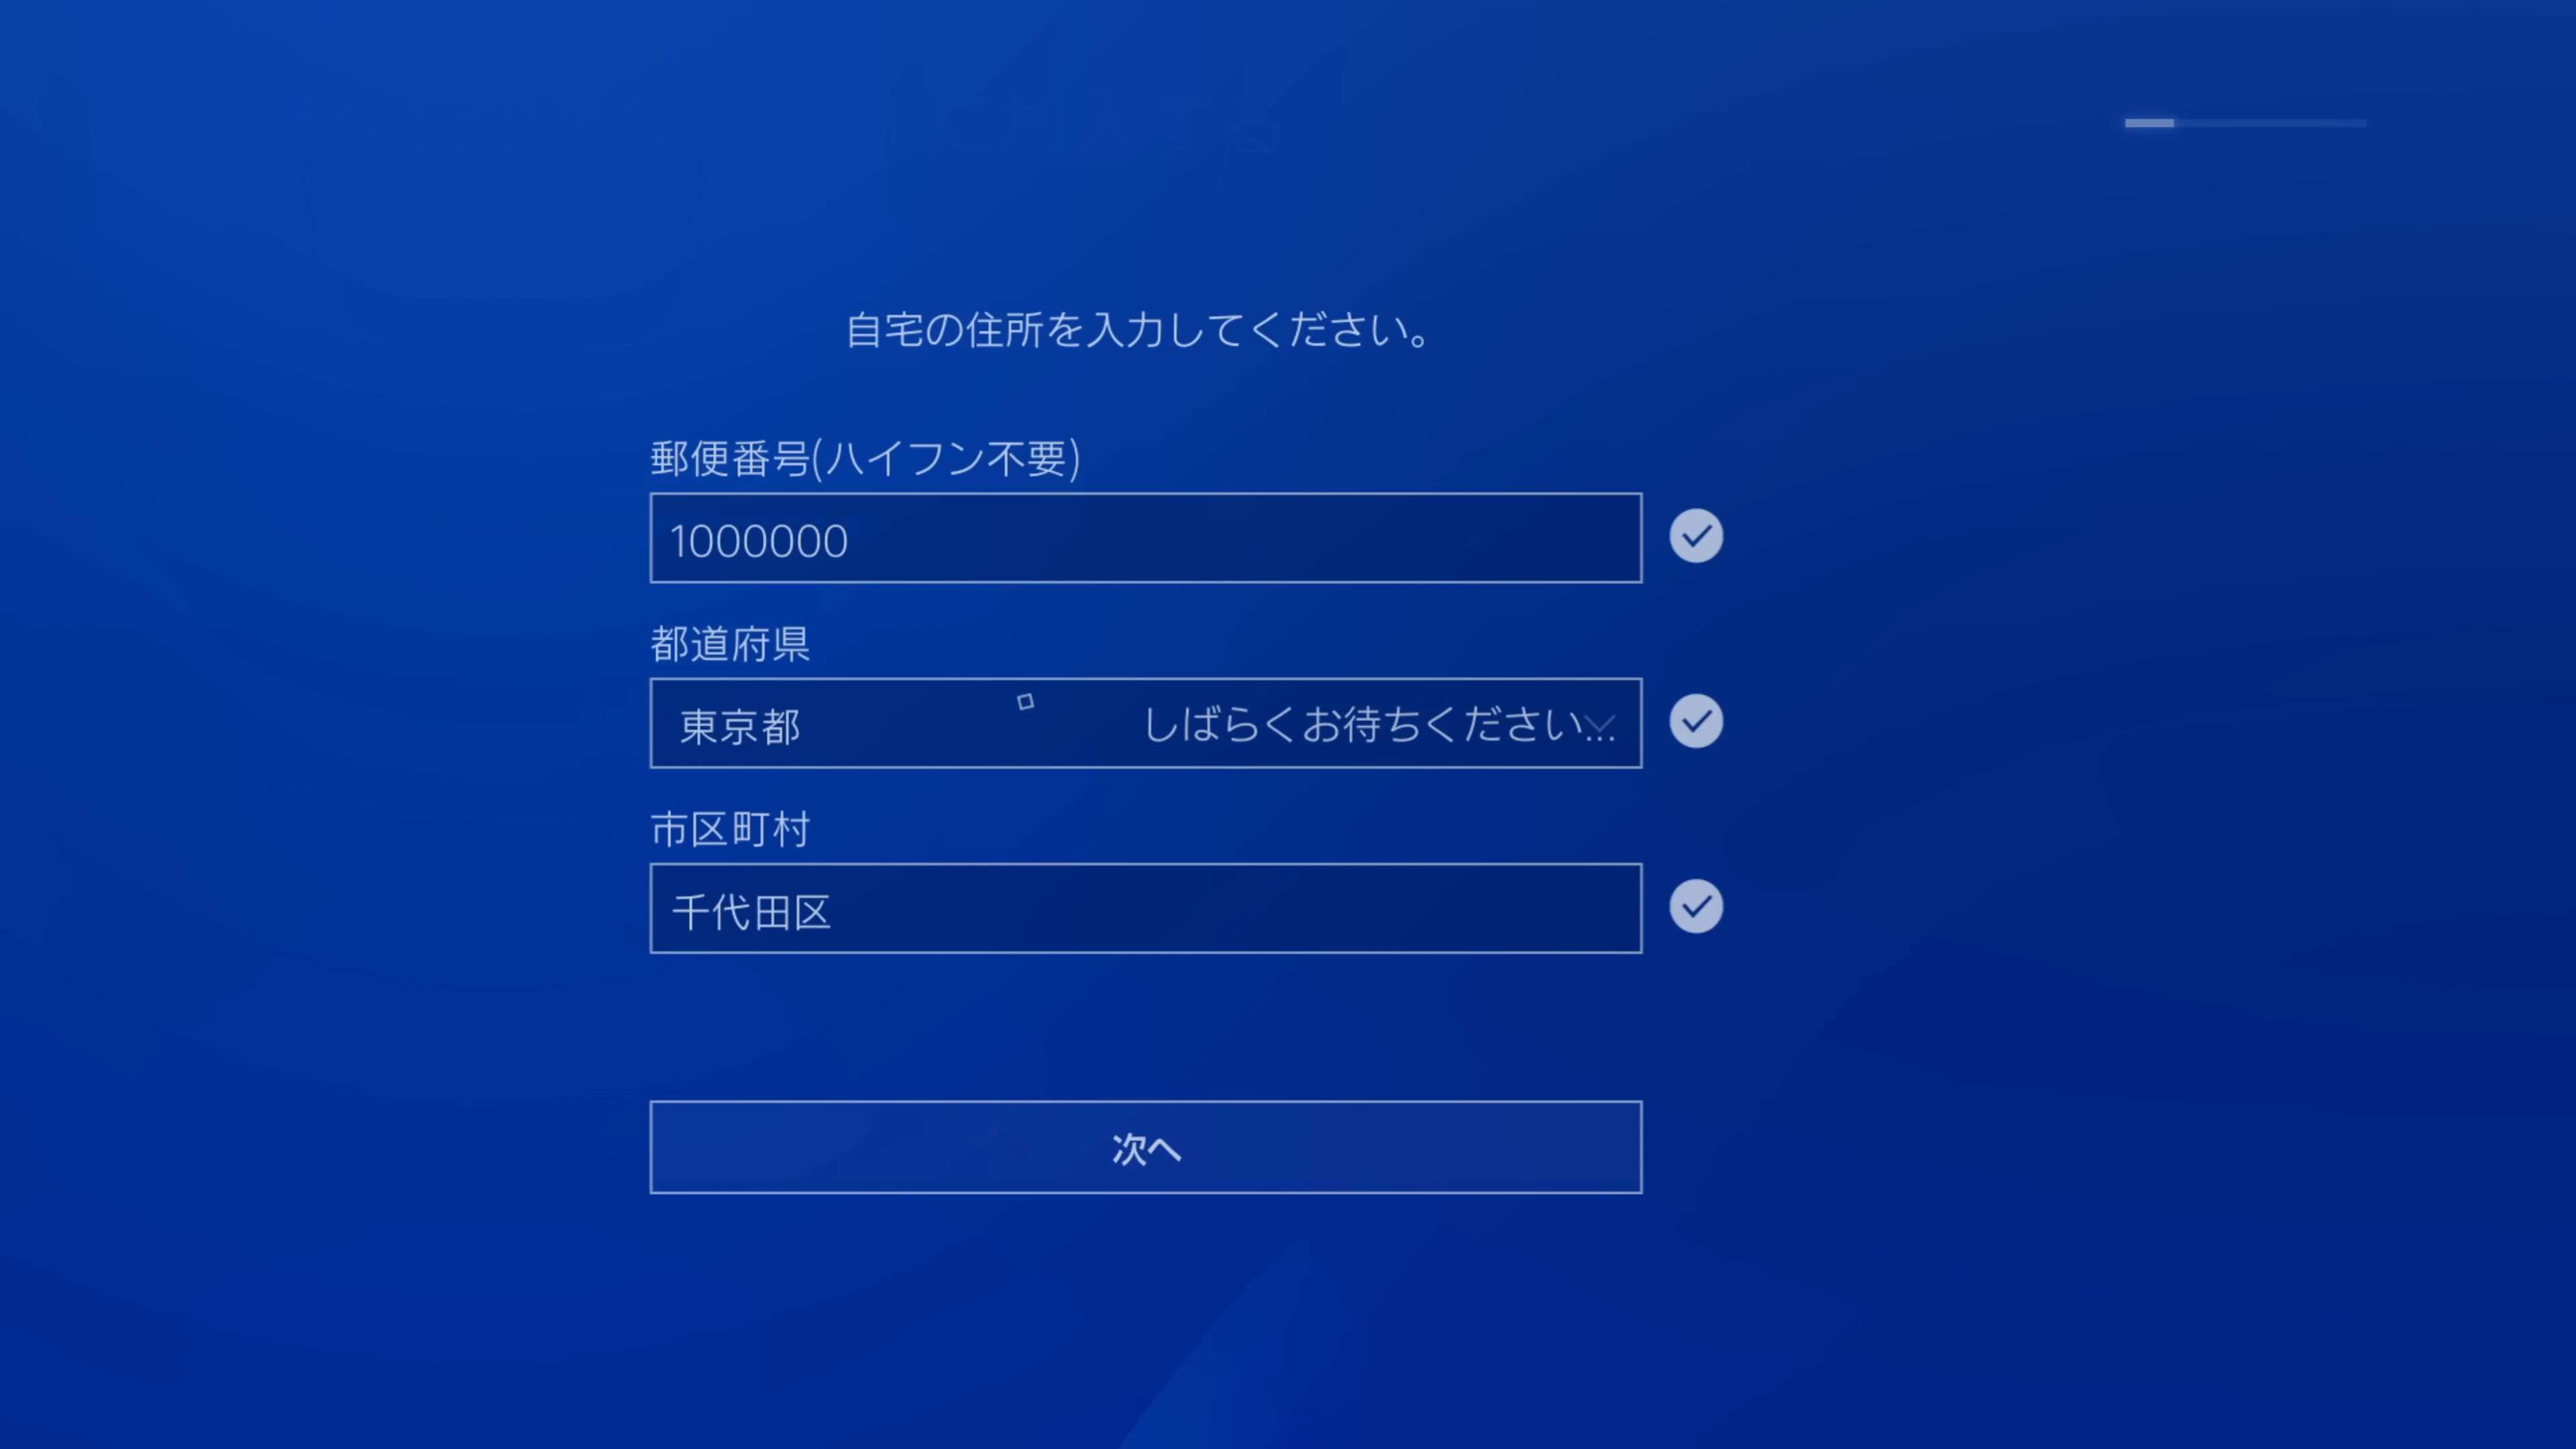 自宅の住所を入力してください。
郵便番号(ハイフン不要)
1000000
都道府県
東京都 しばらくお待ちください...
市区町村
千代田区
次へ